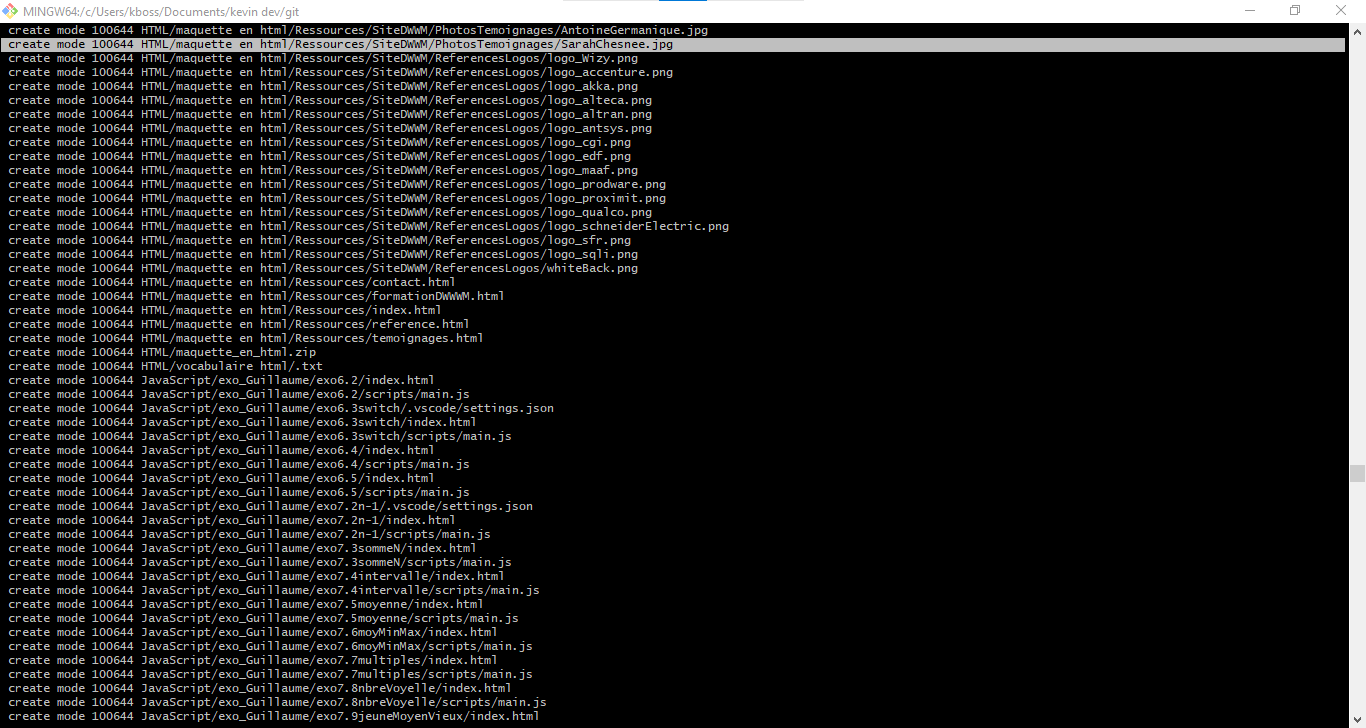 MINGW64:/c/Users/kboss/Documents/kevin dev/git
create mode 100644 HTML/maquette en html/Ressources/SiteDWWM/PhotosTemoignages/AntoineGermanique.jpg
create mode 100644 HTML/maquette en html/Ressources/SiteDWWM/PhotosTemoignages/SarahChesnee.jpg
create mode 100644 HTML/maquette en html/Ressources/SiteDWWM/ReferencesLogos/logo_Wizy.png
create mode 100644 HTML/maquette en html/Ressources/SiteDWWM/ReferencesLogos/logo_accenture.png
create mode 100644 HTML/maquette en html/Ressources/SiteDWWM/ReferencesLogos/logo_akka.png
create mode 100644 HTML/maquette en html/Ressources/SiteDWWM/ReferencesLogos/logo_alteca.png
create mode 100644 HTML/maquette en html/Ressources/SiteDWWM/ReferencesLogos/logo_altran.png
create mode 100644 HTML/maquette en html/Ressources/SiteDWWM/ReferencesLogos/logo_antsys.png
create mode 100644 HTML/maquette en html/Ressources/SiteDWWM/ReferencesLogos/logo_cgi.png
create mode 100644 HTML/maquette en html/Ressources/SiteDWWM/ReferencesLogos/logo_edf.png
create mode 100644 HTML/maquette en html/Ressources/SiteDWWM/ReferencesLogos/logo_maaf.png
create mode 100644 HTML/maquette en html/Ressources/SiteDWWM/ReferencesLogos/logo_prodware.png
create mode 100644 HTML/maquette en html/Ressources/SiteDWWM/ReferencesLogos/logo_proximit.png
create mode 100644 HTML/maquette en html/Ressources/SiteDWWM/ReferencesLogos/logo_qualco.png
create mode 100644 HTML/maquette en html/Ressources/SiteDWWM/ReferencesLogos/logo_schneiderElectric.png
create mode 100644 HTML/maquette en html/Ressources/SiteDWWM/ReferencesLogos/logo_sfr.png
create mode 100644 HTML/maquette en html/Ressources/SiteDWWM/ReferencesLogos/logo_sqli.png
create mode 100644 HTML/maquette en html/Ressources/SiteDWWM/ReferencesLogos/whiteBack.png
create mode 100644 HTML/maquette en html/Ressources/contact.html
create mode 100644 HTML/maquette en html/Ressources/formationDWWWM.html
create mode 100644 HTML/maquette en html/Ressources/index.html
create mode 100644 HTML/maquette en html/Ressources/reference.html
create mode 100644 HTML/maquette en html/Ressources/temoignages.html
create mode 100644 HTML/maquette_en_html.zip
create mode 100644 HTML/vocabulaire html/.txt
create mode 100644 JavaScript/exo_Guillaume/exo6.2/index.html
create mode 100644 JavaScript/exo_Guillaume/exo6.2/scripts/main.js
create mode 100644 JavaScript/exo_Guillaume/exo6.3switch/.vscode/settings.json
create mode 100644 JavaScript/exo_Guillaume/exo6.3switch/index.html
create mode 100644 JavaScript/exo_Guillaume/exo6.3switch/scripts/main.js
create mode 100644 JavaScript/exo_Guillaume/exo6.4/index.html
create mode 100644 JavaScript/exo_Guillaume/exo6.4/scripts/main.js
create mode 100644 JavaScript/exo_Guillaume/exo6.5/index.html
create mode 100644 JavaScript/exo_Guillaume/exo6.5/scripts/main.js
create mode 100644 JavaScript/exo_Guillaume/exo7.2n-1/.vscode/settings.json
create mode 100644 JavaScript/exo_Guillaume/exo7.2n-1/index.html
create mode 100644 JavaScript/exo_Guillaume/exo7.2n-1/scripts/main.js
create mode 100644 JavaScript/exo_Guillaume/exo7.3sommeN/index.html
create mode 100644 JavaScript/exo_Guillaume/exo7.3sommeN/scripts/main.js
create mode 100644 JavaScript/exo_Guillaume/exo7.4intervalle/index.html
create mode 100644 JavaScript/exo_Guillaume/exo7.4intervalle/scripts/main.js
create mode 100644 JavaScript/exo_Guillaume/exo7.5moyenne/index.html
create mode 100644 JavaScript/exo_Guillaume/exo7.5moyenne/scripts/main.js
create mode 100644 JavaScript/exo_Guillaume/exo7.6moyMinMax/index.html
create mode 100644 JavaScript/exo_Guillaume/exo7.6moyMinMax/scripts/main.js
create mode 100644 JavaScript/exo_Guillaume/exo7.7multiples/index.html
create mode 100644 JavaScript/exo_Guillaume/exo7.7multiples/scripts/main.js
create mode 100644 JavaScript/exo_Guillaume/exo7.8nbreVoyelle/index.html
create mode 100644 JavaScript/exo_Guillaume/exo7.8nbreVoyelle/scripts/main.js
create mode 100644 JavaScript/exo_Guillaume/exo7.9jeuneMoyenVieux/index.html